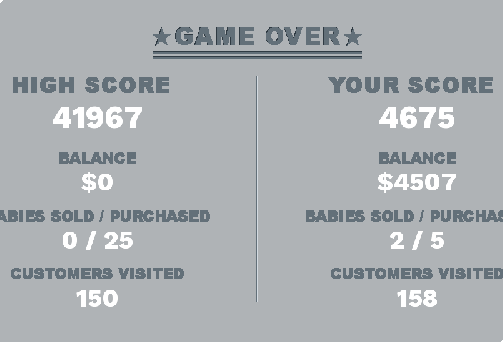 ★GAME OVER★
HIGH SCORE
41967
BALANCE
$0
ABIES SOLD / PURCHASED
0 / 25
CUSTOMERS VISITED
150
YOUR SCORE
4675
BALANCE
$4507
BABIES SOLD / PURCHAS
2 / 5
CUSTOMERS VISITED
158